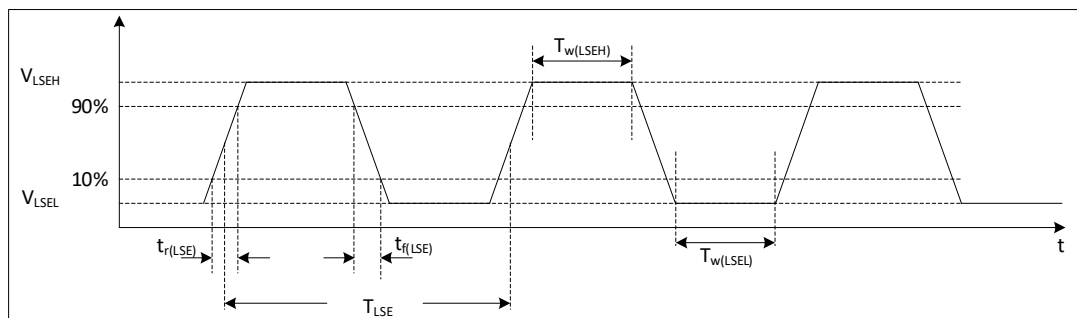 T_w(LSEH)
V_LSEH
90%
10%
V_LSEL
t_r(LSE)
t_f(LSE)
T_w(LSEL)
t
T_LSE